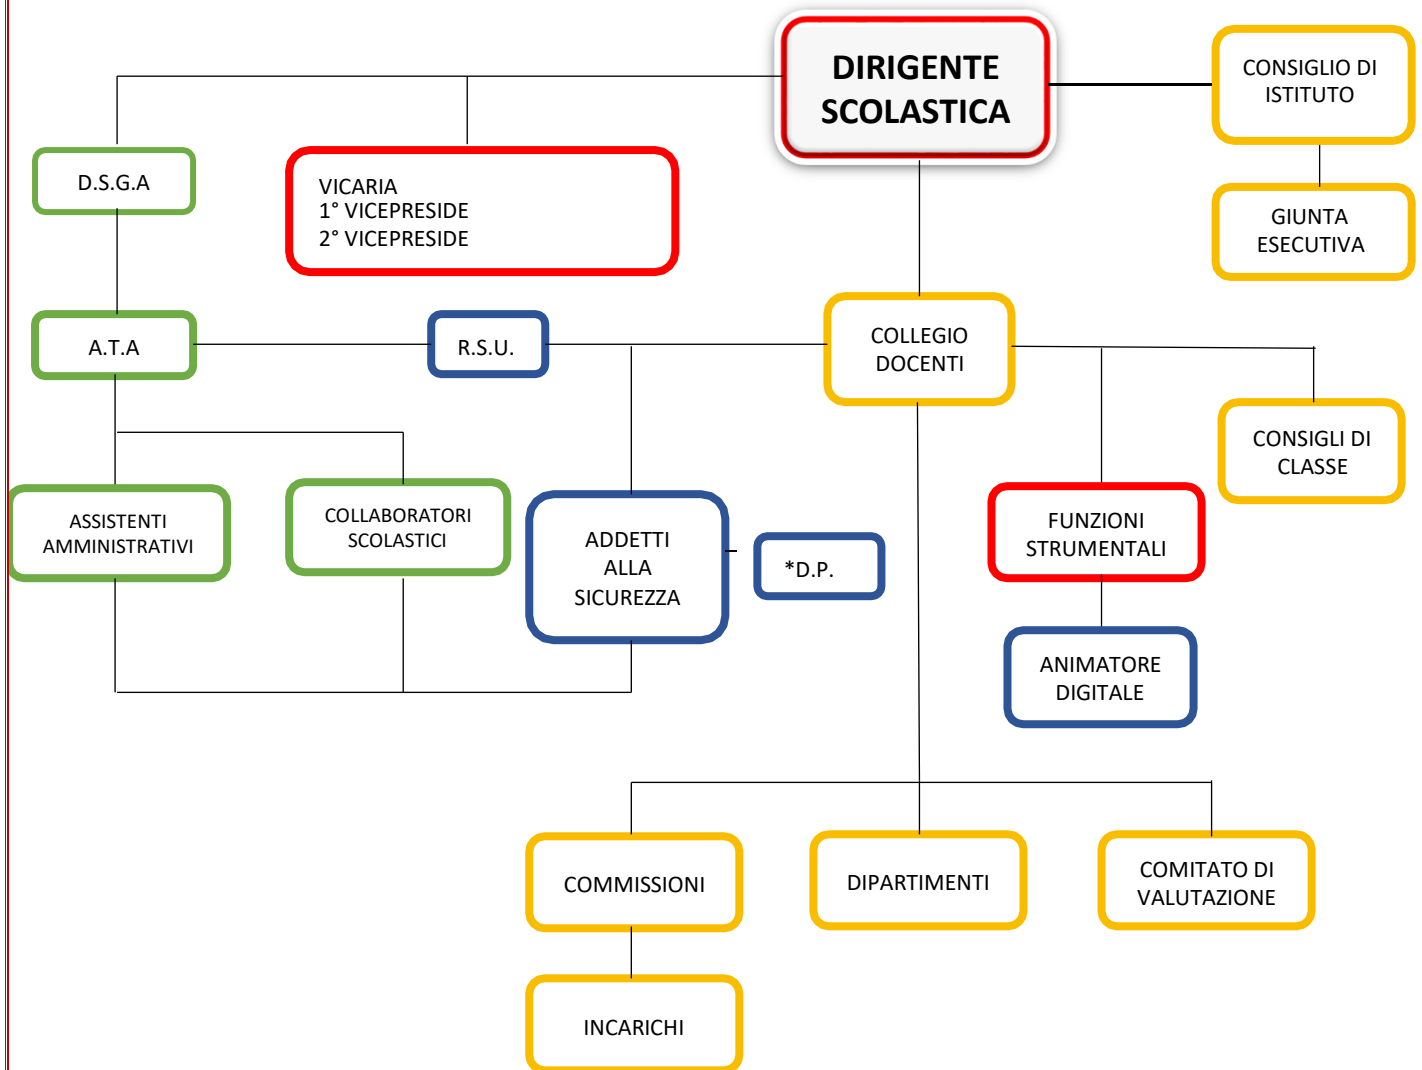 DIRIGENTE
SCOLASTICA
CONSIGLIO DI
ISTITUTO
D.S.G.A
VICARIA
1° VICEPRESIDE
2° VICEPRESIDE
GIUNTA
ESECUTIVA
A.T.A
R.S.U.
COLLEGIO
DOCENTI
CONSIGLI DI
CLASSE
ASSISTENTI
AMMINISTRATIVI
COLLABORATORI
SCOLASTICI
ADDETTI
ALLA
SICUREZZA
*D.P.
FUNZIONI
STRUMENTALI
ANIMATORE
DIGITALE
COMMISSIONI
DIPARTIMENTI
COMITATO DI
VALUTAZIONE
INCARICHI